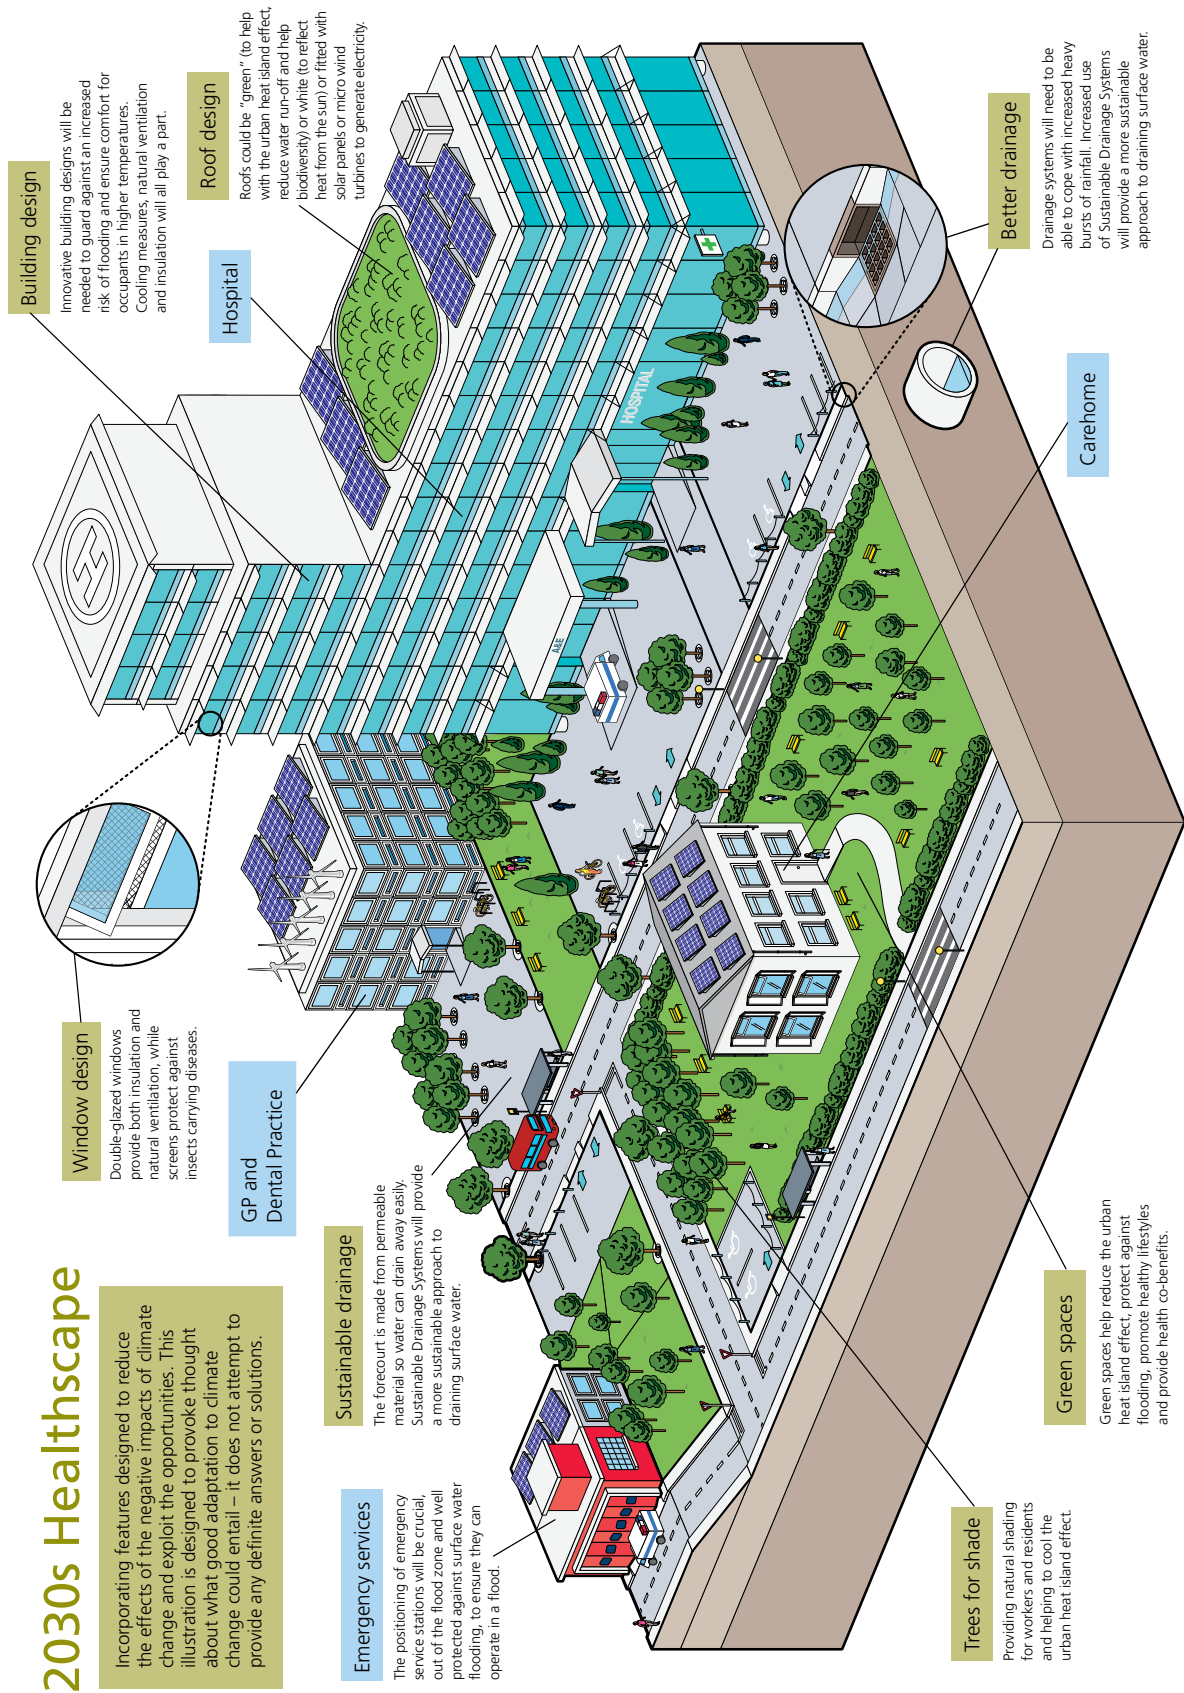 2030s Healthscape
Incorporating features designed to reduce
the effects of the negative impacts of climate
change and exploit the opportunities. This
illustration is designed to provoke thought
about what good adaptation to climate
change could entail – it does not attempt to
provide any definite answers or solutions.
Window design
Double-glazed windows
provide both insulation and
natural ventilation, while
screens protect against
insects carrying diseases.
Building design
Innovative building designs will be
needed to guard against an increased
risk of flooding and ensure comfort for
occupants in higher temperatures.
Cooling measures, natural ventilation
and insulation will all play a part.
Roof design
Roofs could be “green” (to help
with the urban heat island effect,
reduce water run-off and help
biodiversity) or white (to reflect
heat from the sun) or fitted with
solar panels or micro wind
turbines to generate electricity.
Hospital
GP and
Dental Practice
Sustainable drainage
The forecourt is made from permeable
material so water can drain away easily.
Sustainable Drainage Systems will provide
a more sustainable approach to
draining surface water.
Emergency services
The positioning of emergency
service stations will be crucial,
out of the flood zone and well
protected against surface water
flooding, to ensure they can
operate in a flood.
H
A&E
HOSPITAL
Better drainage
Drainage systems will need to be
able to cope with increased heavy
bursts of rainfall. Increased use
of Sustainable Drainage Systems
will provide a more sustainable
approach to draining surface water.
Carehome
Green spaces
Green spaces help reduce the urban
heat island effect, protect against
flooding, promote healthy lifestyles
and provide health co-benefits.
Trees for shade
Providing natural shading
for workers and residents
and helping to cool the
urban heat island effect.